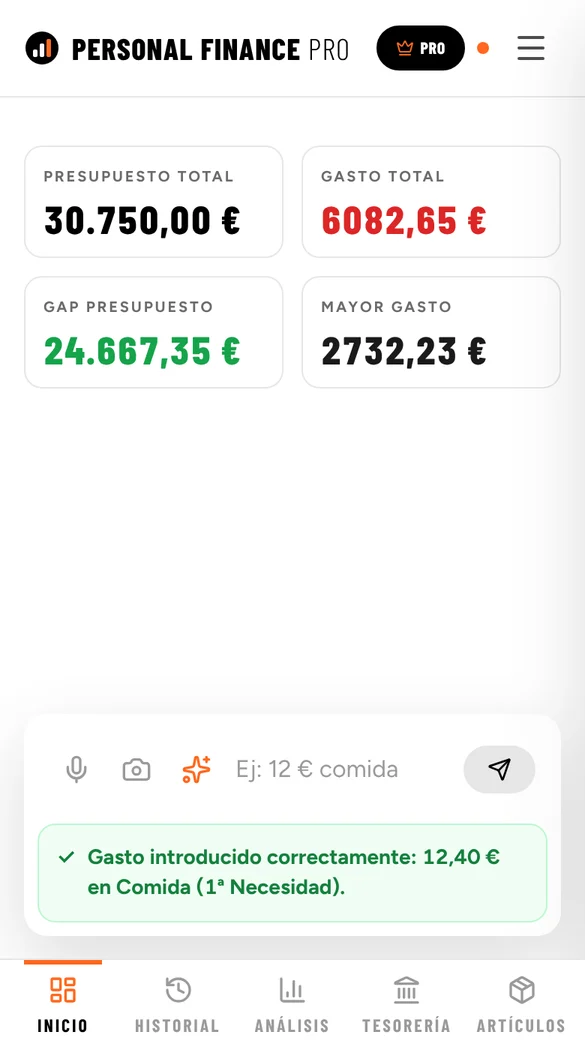 PERSONAL FINANCE PRO
PRO
PRESUPUESTO TOTAL
30.750,00 €
GASTO TOTAL
6082,65 €
GAP PRESUPUESTO
24.667,35 €
MAYOR GASTO
2732,23 €
Ej: 12 € comida
Gasto introducido correctamente: 12,40 €
en Comida (1ª Necesidad).
INICIO
HISTORIAL
ANÁLISIS
TESORERÍA
ARTÍCULOS